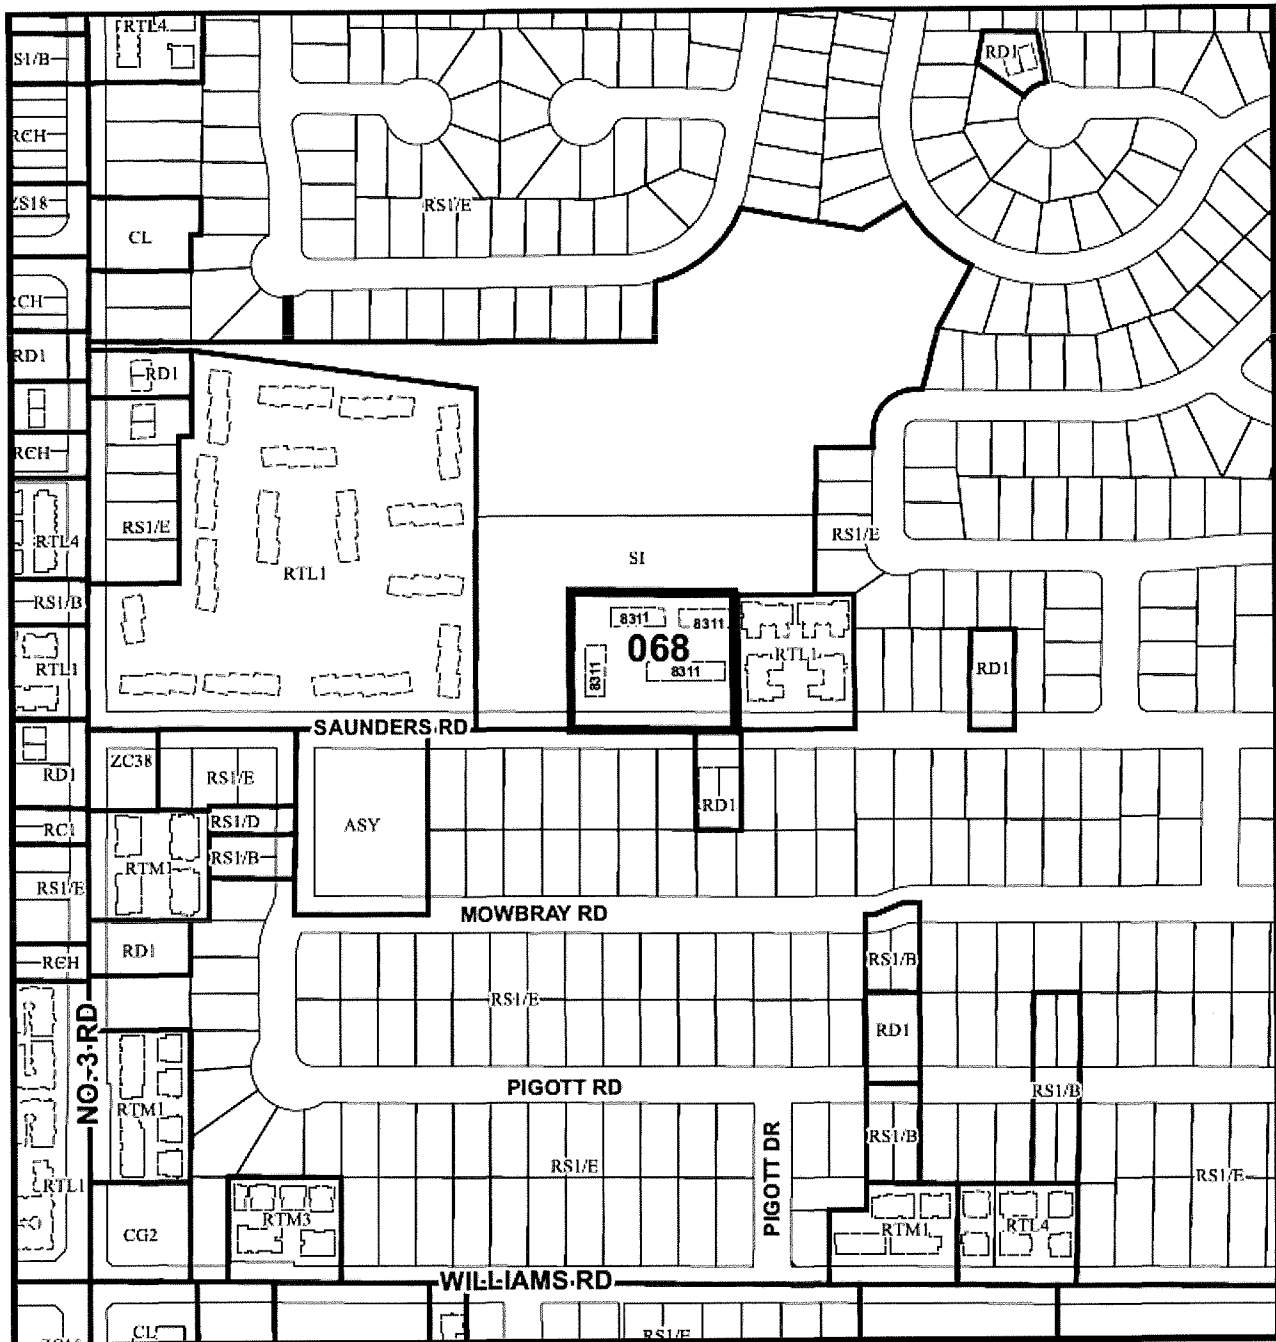 RTL4
S1/B
RD1
RCH
ZS18
RS1/E
CL
RCH
RD1
RD1
RCH
RS1/E
RTL4
RTL1
SI
RS1/E
RS1/B
8311
8311
068
8311
8311
RTL1
RTL1
RD1
SAUNDERS RD
ZC38
RD1
RS1/E
RD1
RS1/D
RC1
ASY
RS1/B
RTM1
RS1/E
MOWBRAY RD
RD1
RCH
RS1/B
RS1/E
RD1
NO. 3 RD
PIGOTT RD
RS1/B
RTM1
RS1/B
PIGOTT DR
RS1/E
RS1/E
RTL1
RTM3
CG2
RTM1
RTL4
WILLIAMS RD
CL
RS1/E